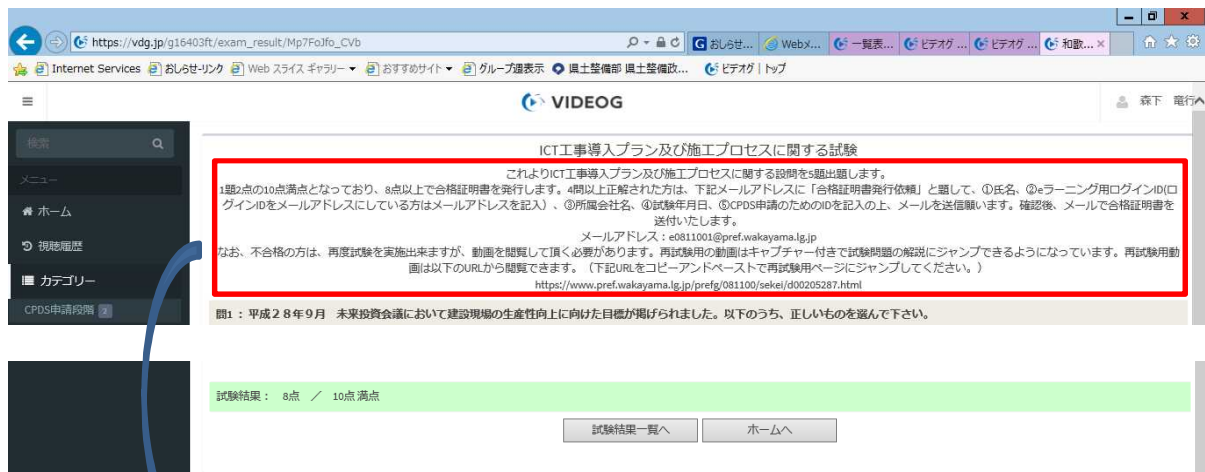 https://vdg.jp/g16403ft/exam_result/Mp7FoJfo_CVb
おしらせ...
Webメ...
一覧表...
ビデオグ ...
ビデオグ ...
和歌...
Internet Services
おしらせ-リンク
Web スライス ギャラリー
おすすめサイト
グループ週表示
県土整備部 県土整備政...
ビデオグ | トップ
VIDEOG
森下 竜行
検索
メニュー
ホーム
視聴履歴
カテゴリー
CPDS申請段階 2
ICT工事導入プラン及び施工プロセスに関する試験
これよりICT工事導入プラン及び施工プロセスに関する設問を5題出題します。
1題2点の10点満点となっており、8点以上で合格証明書を発行します。4問以上正解された方は、下記メールアドレスに「合格証明書発行依頼」と題して、①氏名、②eラーニング用ログインID(ロ
グインIDをメールアドレスにしている方はメールアドレスを記入）、③所属会社名、④試験年月日、⑤CPDS申請のためのIDを記入の上、メールを送信願います。確認後、メールで合格証明書を
送付いたします。
メールアドレス：e0811001@pref.wakayama.lg.jp
なお、不合格の方は、再度試験を実施出来ますが、動画を閲覧して頂く必要があります。再試験用の動画はキャプチャー付きで試験問題の解説にジャンプできるようになっています。再試験用動
画は以下のURLから閲覧できます。（下記URLをコピーアンドペーストで再試験用ページにジャンプしてください。）
https://www.pref.wakayama.lg.jp/prefg/081100/sekei/d00205287.html
問1：平成２８年９月　未来投資会議において建設現場の生産性向上に向けた目標が掲げられました。以下のうち、正しいものを選んで下さい。
試験結果： 8点 ／ 10点 満点
試験結果一覧へ
ホームへ